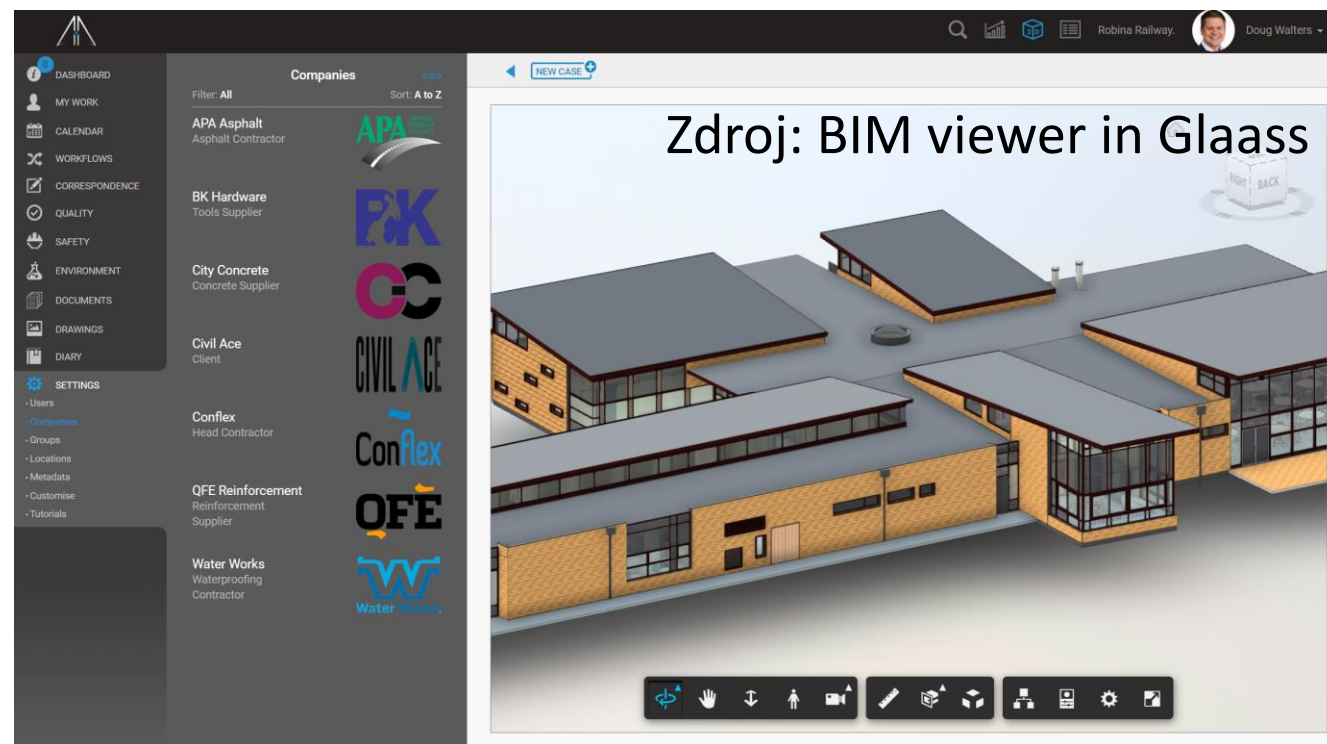 Robina Railway.
Doug Walters
DASHBOARD
MY WORK
CALENDAR
WORKFLOWS
CORRESPONDENCE
QUALITY
SAFETY
ENVIRONMENT
DOCUMENTS
DRAWINGS
DIARY
SETTINGS
• Users
• Companies
• Groups
• Locations
• Metadata
• Customise
• Tutorials
Companies
Filter: All Sort: A to Z
APA Asphalt
Asphalt Contractor
APA
BK Hardware
Tools Supplier
BK
City Concrete
Concrete Supplier
CC
Civil Ace
Client
CIVIL ACE
Conflex
Head Contractor
Conflex
QFE Reinforcement
Reinforcement
Supplier
QFE
Water Works
Waterproofing
Contractor
W
Water
NEW CASE
Zdroj: BIM viewer in Glaass
RIGHT BACK